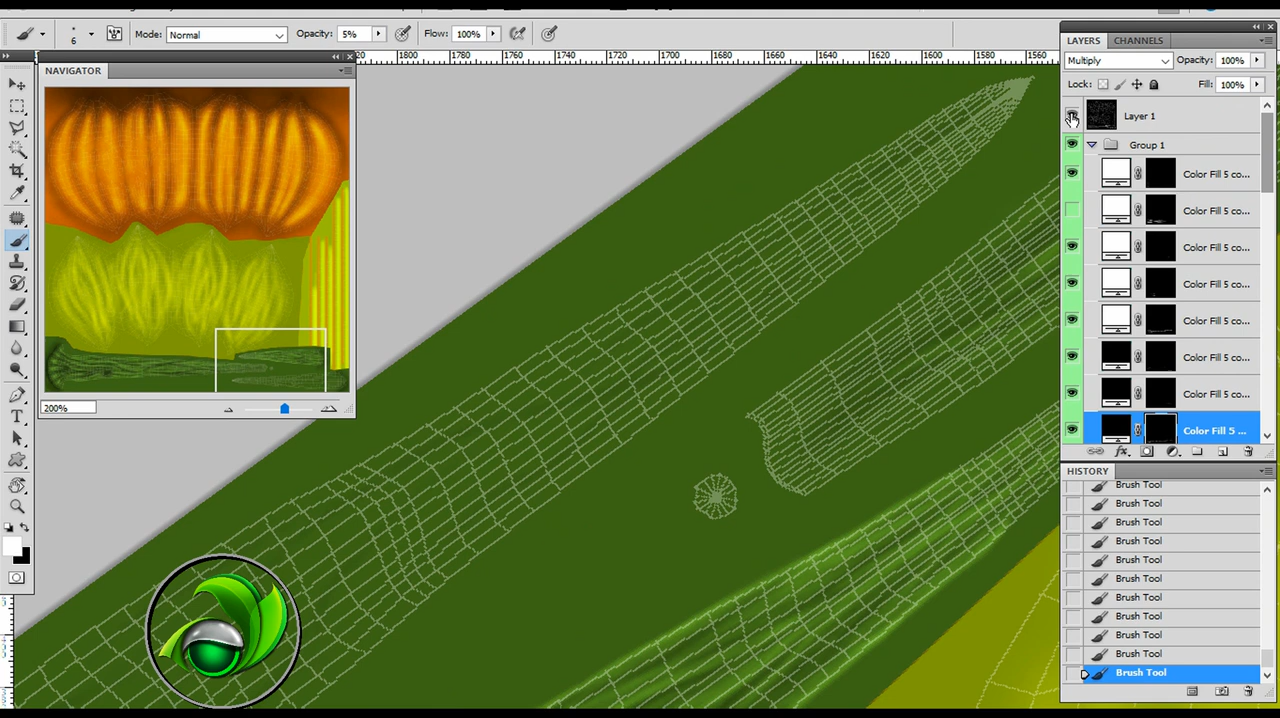 6 Mode: Normal Opacity: 5% Flow: 100%
1800 1780 1760 1740 1720 1700 1680 1660 1640 1620 1600 1580 1560
NAVIGATOR
200%
LAYERS CHANNELS
Multiply Opacity: 100%
Lock: Fill: 100%
Layer 1
Group 1
Color Fill 5 co...
Color Fill 5 co...
Color Fill 5 co...
Color Fill 5 co...
Color Fill 5 co...
Color Fill 5 co...
Color Fill 5 co...
Color Fill 5 ...
fx
HISTORY
Brush Tool
Brush Tool
Brush Tool
Brush Tool
Brush Tool
Brush Tool
Brush Tool
Brush Tool
Brush Tool
Brush Tool
Brush Tool